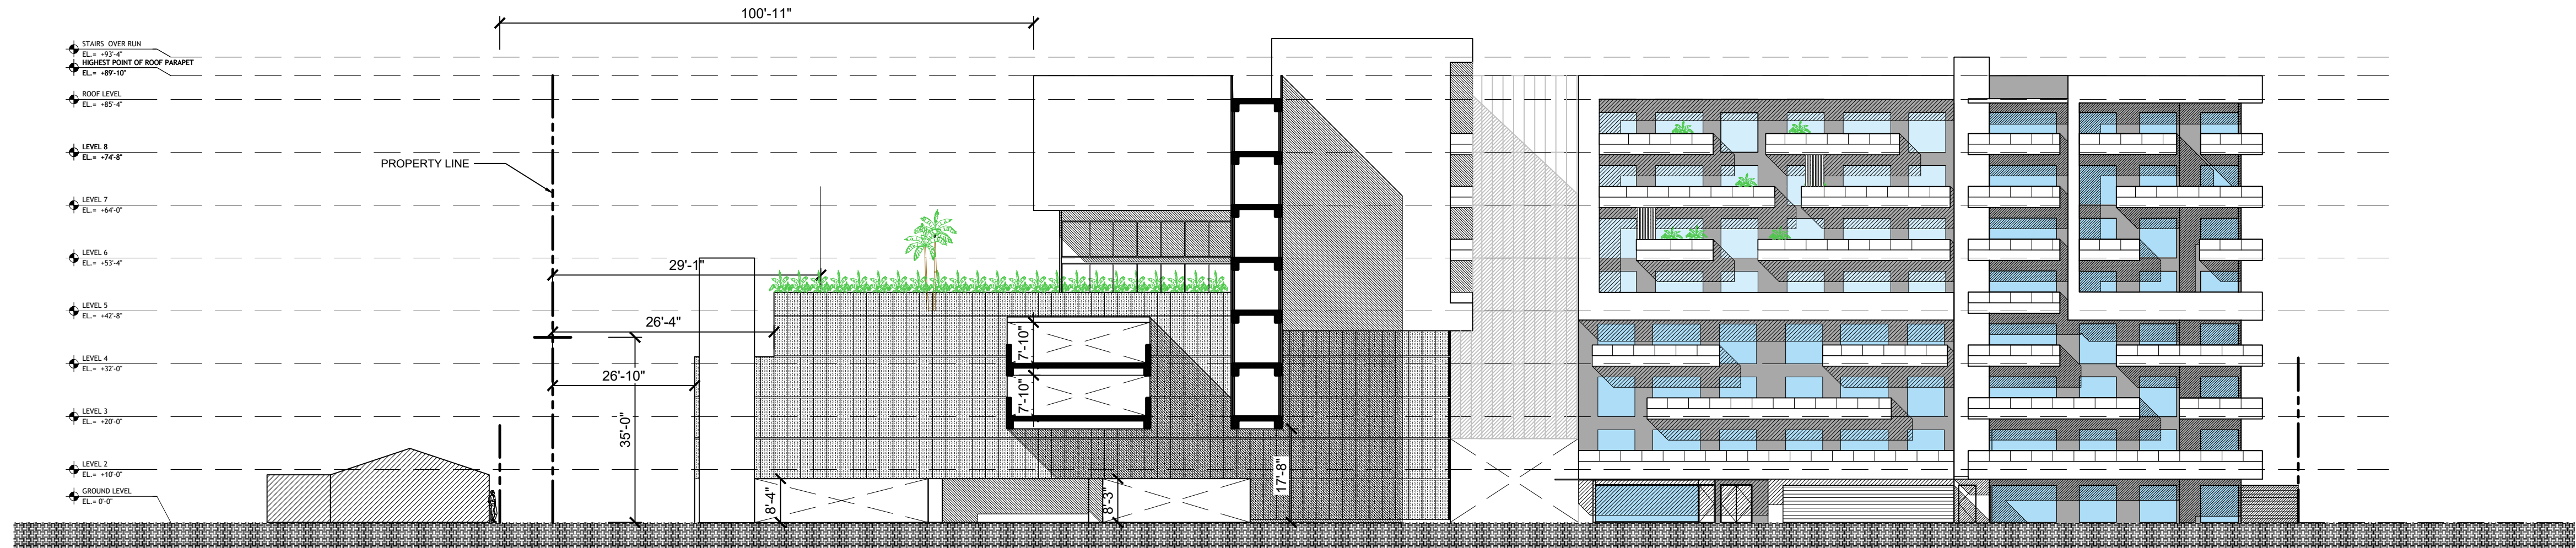 100'-11"
STAIRS OVER RUN
EL.= +93'-4"
HIGHEST POINT OF ROOF PARAPET
EL.= +89'-10"
ROOF LEVEL
EL.= +85'-4"
LEVEL 8
EL.= +74'-8"
PROPERTY LINE
LEVEL 7
EL.= +64'-0"
LEVEL 6
EL.= +53'-4"
29'-1"
LEVEL 5
EL.= +42'-8"
26'-4"
7'-10"
LEVEL 4
EL.= +32'-0"
26'-10"
7'-10"
LEVEL 3
EL.= +20'-0"
35'-0"
LEVEL 2
EL.= +10'-0"
17'-8"
GROUND LEVEL
EL.= 0'-0"
8'-4"
8'-3"